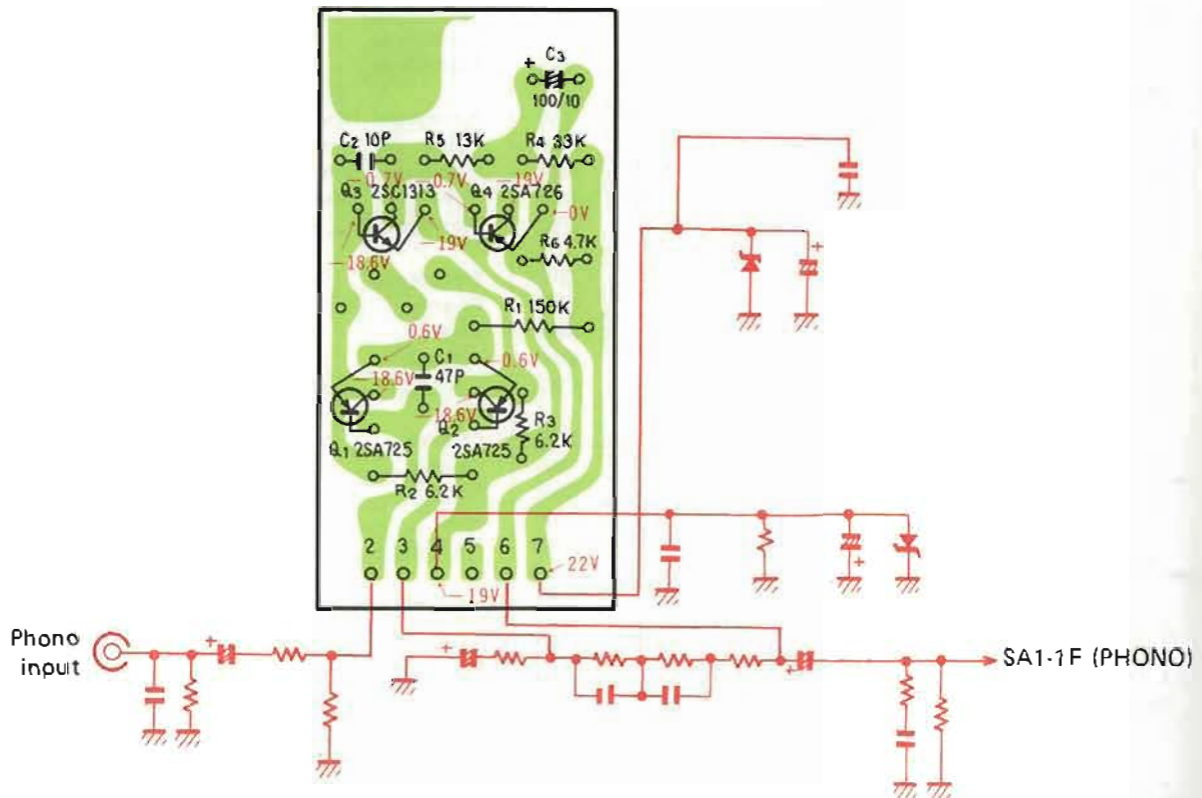 C3
+
100/10
C2 10P R5 13K R4 33K
-0.7V -0.7V -19V
Q3 2SC1313 Q4 2SA726
-0V
-19V
-18.6V
R6 4.7K
R1 150K
0.6V
C1
-0.6V
47P
-18.6V
-18.6V
Q2
R3
6.2K
Q1 2SA725 2SA725
R2 6.2K
2 3 4 5 6 7
22V
-19V
Phono
input
SA1-1F (PHONO)
+
+
+
+
+